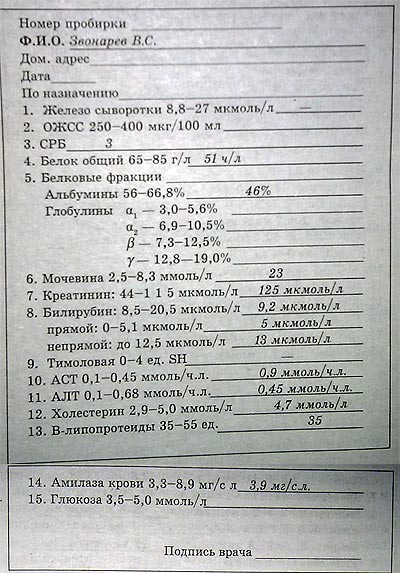 Номер пробирки
Ф.И.О. Звонарев В.С.
Дом. адрес
Дата
По назначению
1. Железо сыворотки 8,8–27 мкмоль/л —
2. ОЖСС 250–400 мкг/100 мл
3. СРБ 3
4. Белок общий 65–85 г/л 51 ч/л
5. Белковые фракции
Альбумины 56–66,8% 46%
Глобулины α₁ — 3,0–5,6%
α₂ — 6,9–10,5%
β — 7,3–12,5%
γ — 12,8–19,0%
6. Мочевина 2,5–8,3 ммоль/л 23
7. Креатинин: 44–1 1 5 мкмоль/л 125 мкмоль/л
8. Билирубин: 8,5–20,5 мкмоль/л 9,2 мкмоль/л
прямой: 0–5,1 мкмоль/л 5 мкмоль/л
непрямой: до 12,5 мкмоль/л 13 мкмоль/л
9. Тимоловая 0–4 ед. SH —
10. АСТ 0,1–0,45 ммоль/ч.л. 0,9 ммоль/ч.л.
11. АЛТ 0,1–0,68 ммоль/ч.л. 0,45 ммоль/ч.л.
12. Холестерин 2,9–5,0 ммоль/л 4,7 ммоль/л
13. В-липопротеиды 35–55 ед. 35
14. Амилаза крови 3,3–8,9 мг/с л 3,9 мг/с.л.
15. Глюкоза 3,5–5,0 ммоль/л
Подпись врача